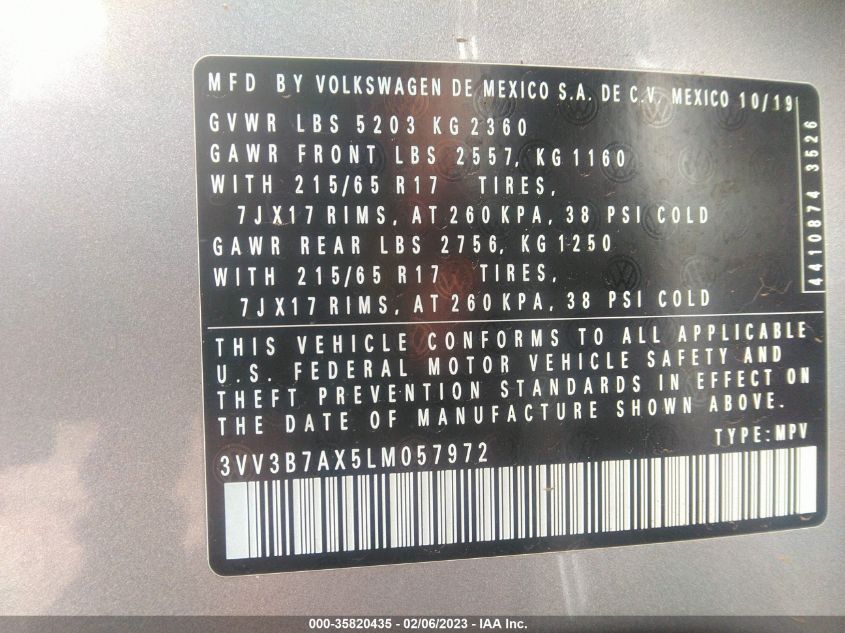 MFD BY VOLKSWAGEN DE MEXICO S.A. DE C.V, MEXICO 10/19
GVWR LBS 5203 KG 2360
GAWR FRONT LBS 2557, KG 1160
WITH 215/65 R17 TIRES,
7JX17 RIMS, AT 260 KPA, 38 PSI COLD
GAWR REAR LBS 2756, KG 1250
WITH 215/65 R17 TIRES,
7JX17 RIMS, AT 260 KPA, 38 PSI COLD
4410874 3526
THIS VEHICLE CONFORMS TO ALL APPLICABLE
U.S. FEDERAL MOTOR VEHICLE SAFETY AND
THEFT PREVENTION STANDARDS IN EFFECT ON
THE DATE OF MANUFACTURE SHOWN ABOVE.
TYPE:MPV
3VV3B7AX5LM057972
000-35820435 - 02/06/2023 - IAA Inc.